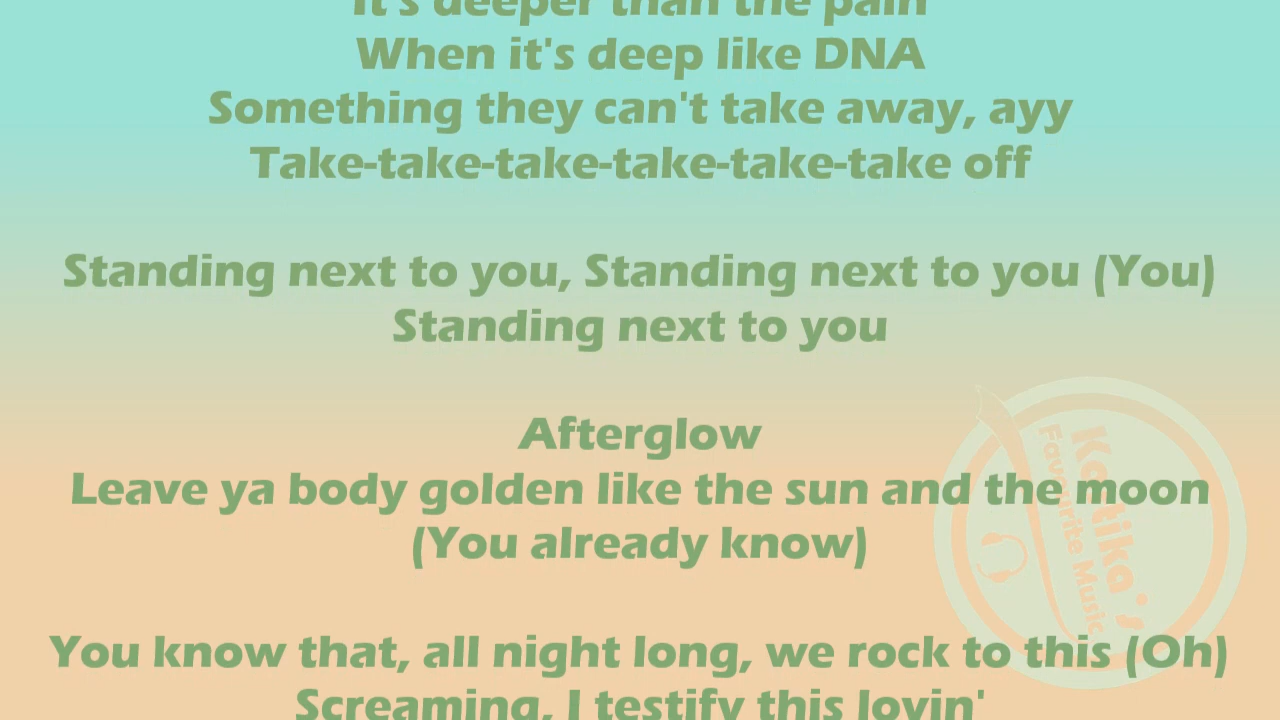 It's deeper than the pain
When it's deep like DNA
Something they can't take away, ayy
Take-take-take-take-take-take off
Standing next to you, Standing next to you (You)
Standing next to you
Afterglow
Leave ya body golden like the sun and the moon
(You already know)
You know that, all night long, we rock to this (Oh)
Screaming, I testify this lovin'
Kotika's
Favourite Music